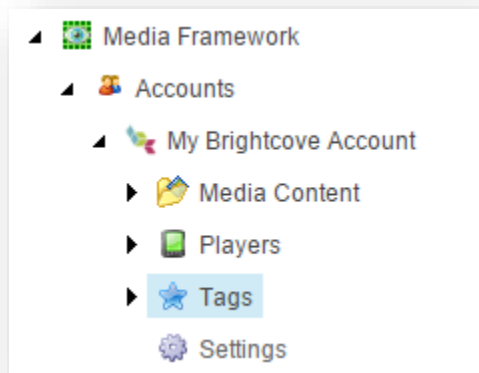 Media Framework
Accounts
My Brightcove Account
Media Content
Players
Tags
Settings